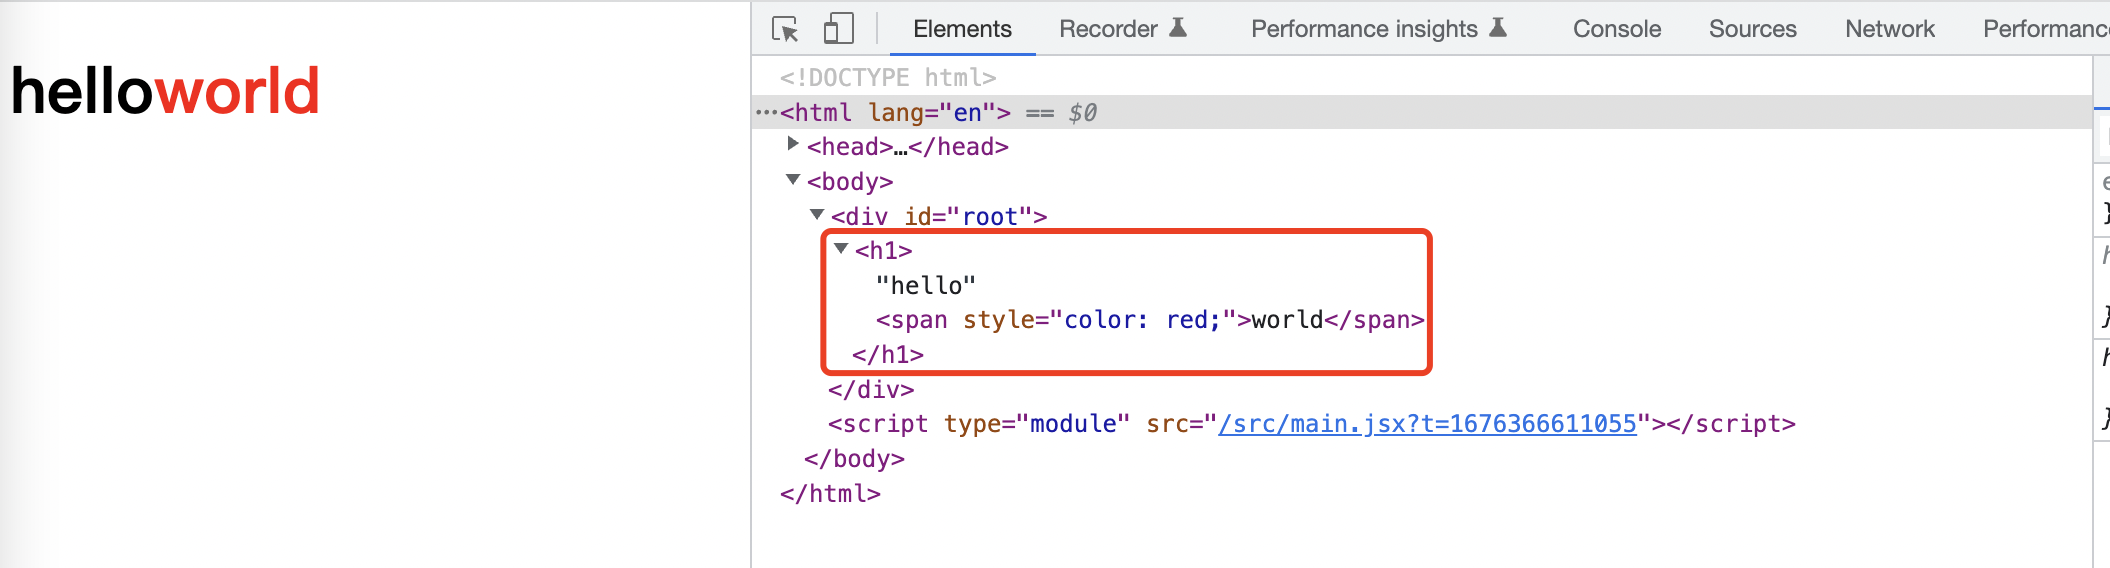 helloworld
Elements Recorder Performance insights Console Sources Network Performanc
<!DOCTYPE html>
···<html lang="en"> == $0
<head>…</head>
<body>
<div id="root">
<h1>
"hello"
<span style="color: red;">world</span>
</h1>
</div>
<script type="module" src="/src/main.jsx?t=1676366611055"></script>
</body>
</html>